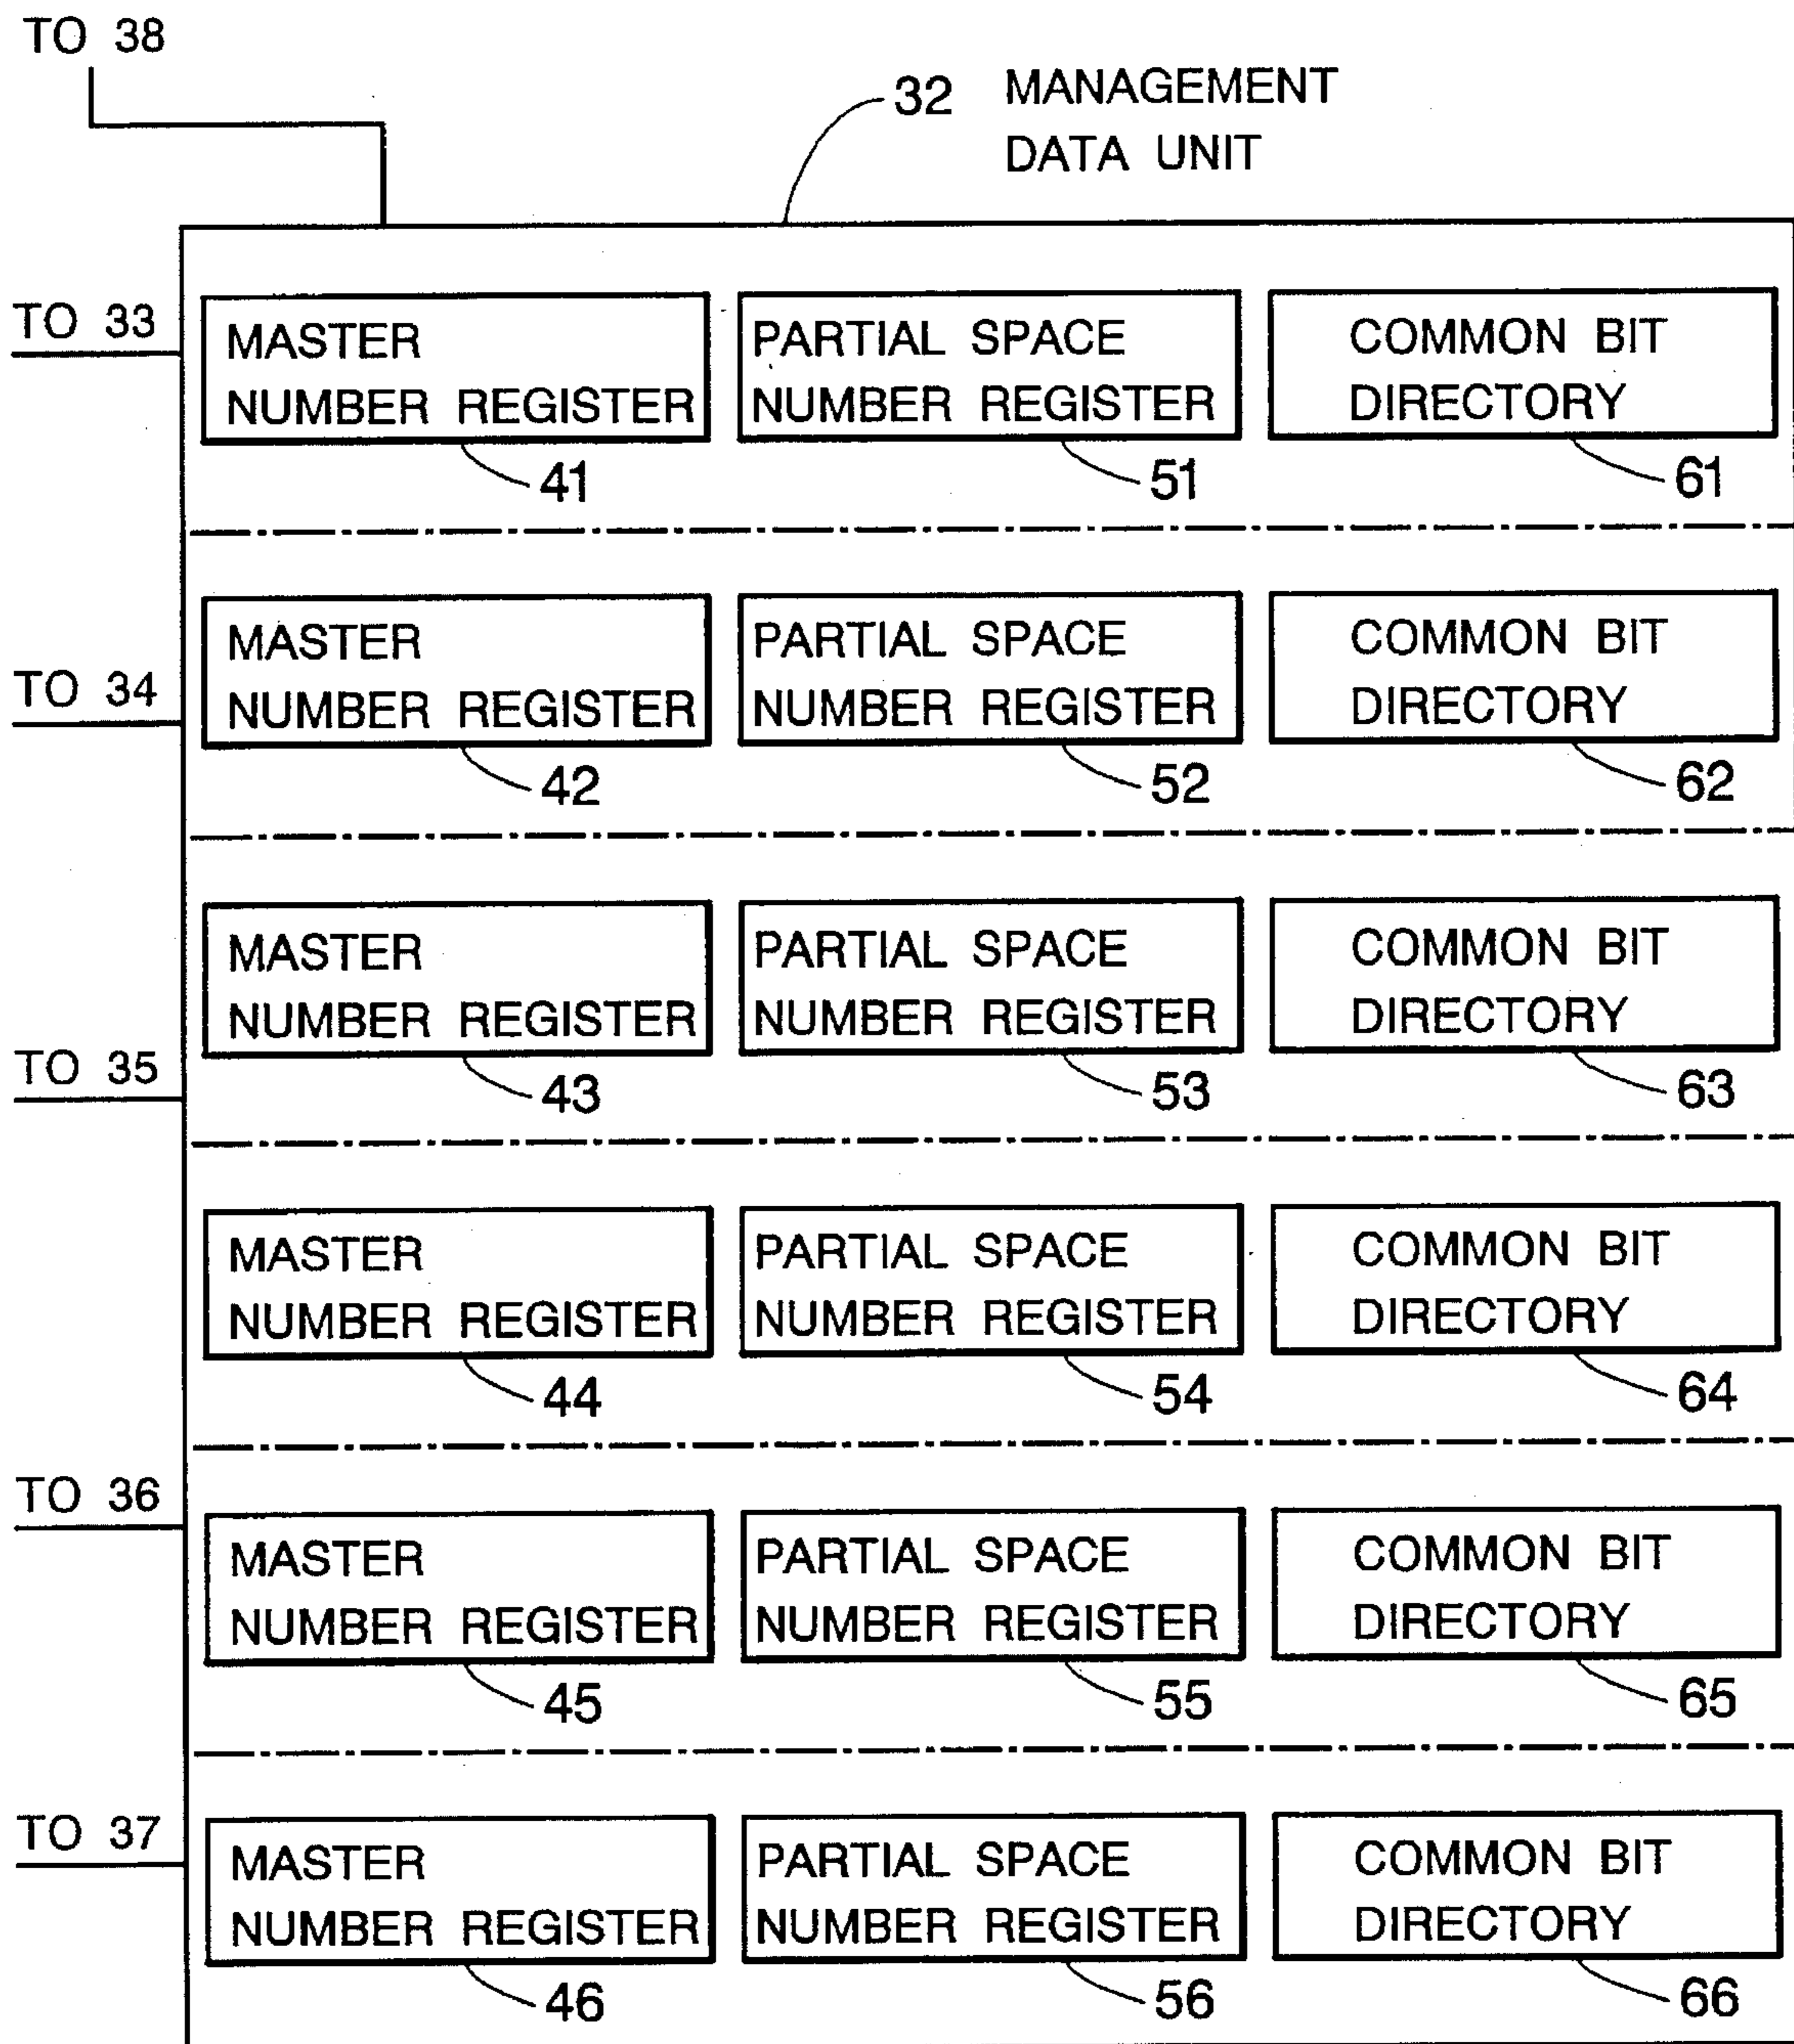 TO 38
32 MANAGEMENT
DATA UNIT
TO 33
MASTER
NUMBER REGISTER
PARTIAL SPACE
NUMBER REGISTER
COMMON BIT
DIRECTORY
41
51
61
TO 34
MASTER
NUMBER REGISTER
PARTIAL SPACE
NUMBER REGISTER
COMMON BIT
DIRECTORY
42
52
62
TO 35
MASTER
NUMBER REGISTER
PARTIAL SPACE
NUMBER REGISTER
COMMON BIT
DIRECTORY
43
53
63
MASTER
NUMBER REGISTER
PARTIAL SPACE
NUMBER REGISTER
COMMON BIT
DIRECTORY
44
54
64
TO 36
MASTER
NUMBER REGISTER
PARTIAL SPACE
NUMBER REGISTER
COMMON BIT
DIRECTORY
45
55
65
TO 37
MASTER
NUMBER REGISTER
PARTIAL SPACE
NUMBER REGISTER
COMMON BIT
DIRECTORY
46
56
66